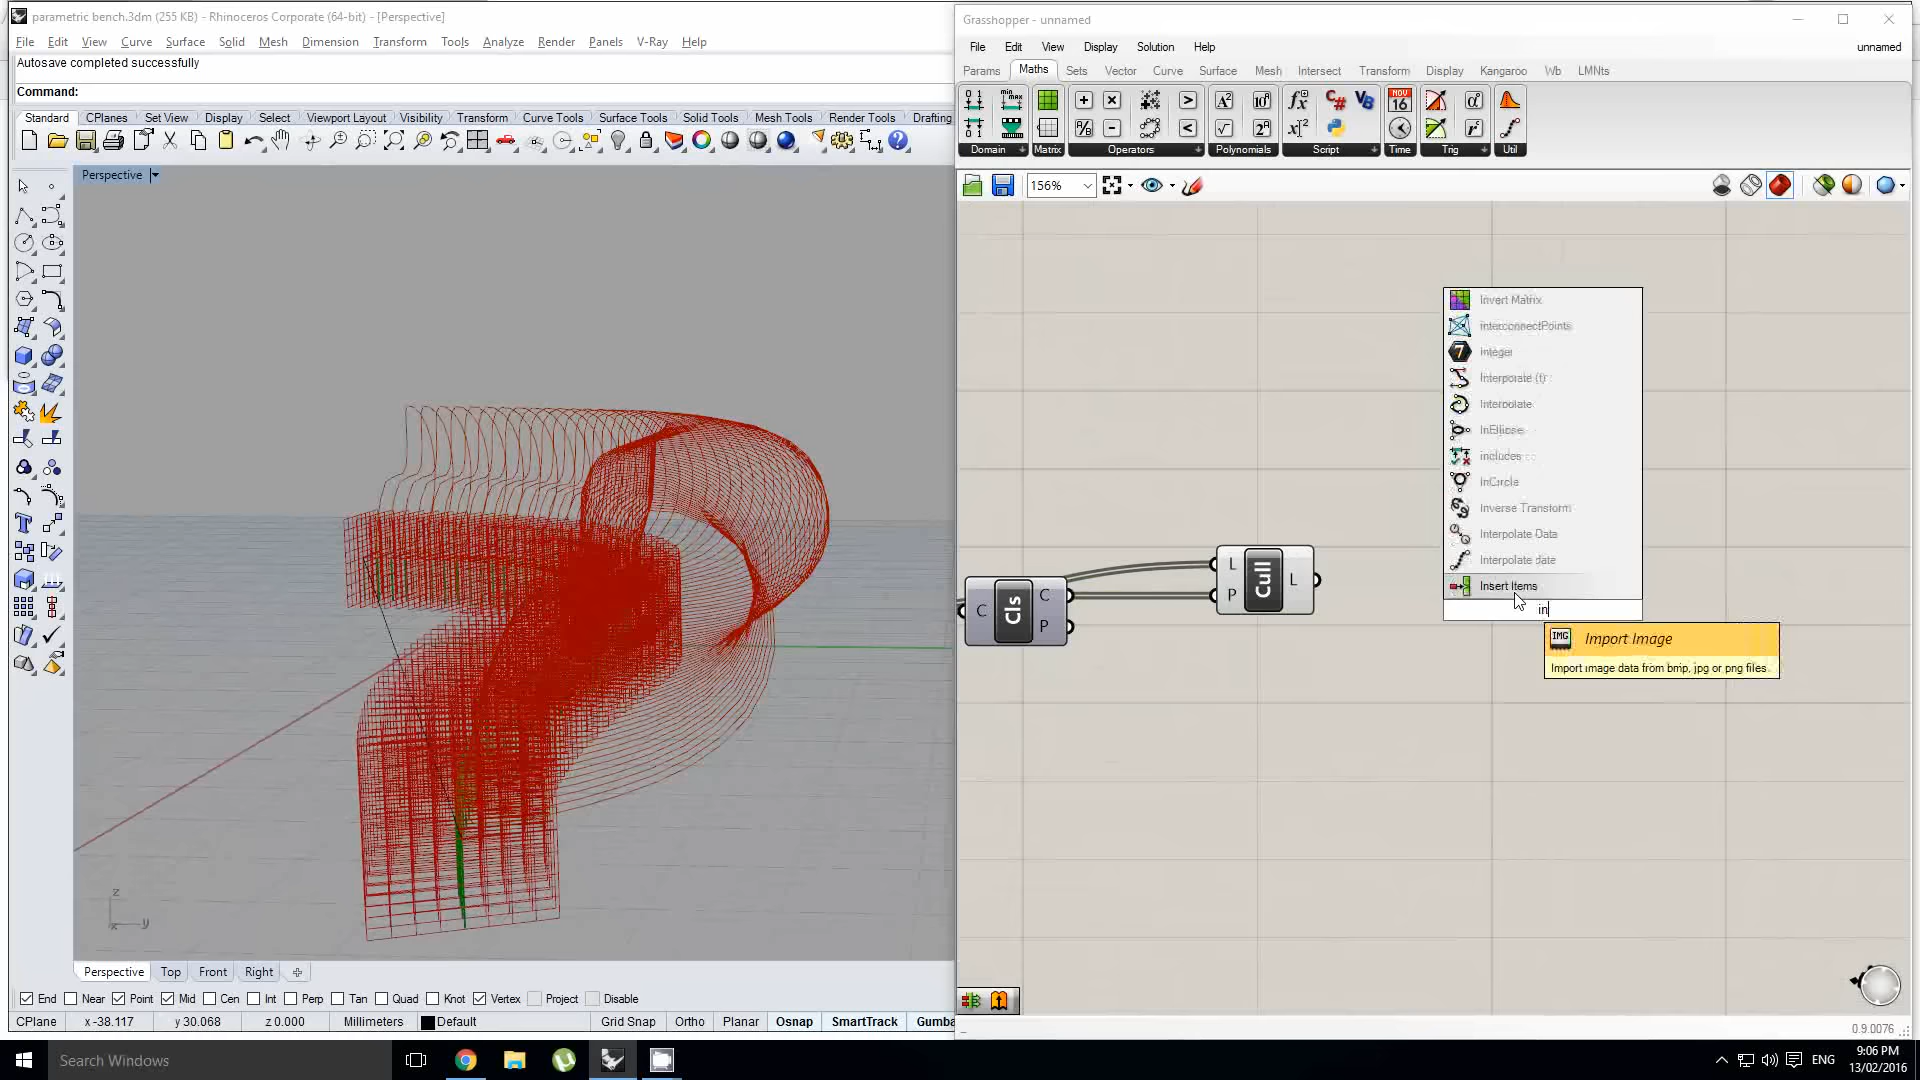 parametric bench.3dm (255 KB) - Rhinoceros Corporate (64-bit) - [Perspective]
File Edit View Curve Surface Solid Mesh Dimension Transform Tools Analyze Render Panels V-Ray Help
Autosave completed successfully
Command:
Standard CPlanes Set View Display Select Viewport Layout Visibility Transform Curve Tools Surface Tools Solid Tools Mesh Tools Render Tools Drafting
Perspective
z
x y
Perspective Top Front Right
End Near Point Mid Cen Int Perp Tan Quad Knot Vertex Project Disable
CPlane x -38.117 y 30.068 z 0.000 Millimeters Default Grid Snap Ortho Planar Osnap SmartTrack Gumba
Grasshopper - unnamed
File Edit View Display Solution Help unnamed
Params Maths Sets Vector Curve Surface Mesh Intersect Transform Display Kangaroo Wb LMNts
Domain Matrix Operators Polynomials Script Time Trig Util
NOV
16
156%
Invert Matrix
InterconnectPoints
Integer
Interpolate (t)
Interpolate
InEllipse
Includes
InCircle
Inverse Transform
Interpolate Data
Interpolate date
Insert Items
in
IMG Import Image
Import image data from bmp, jpg or png files
C Cls C P
L P Cull L
0.9.0076
Search Windows
ENG
9:06 PM
13/02/2016